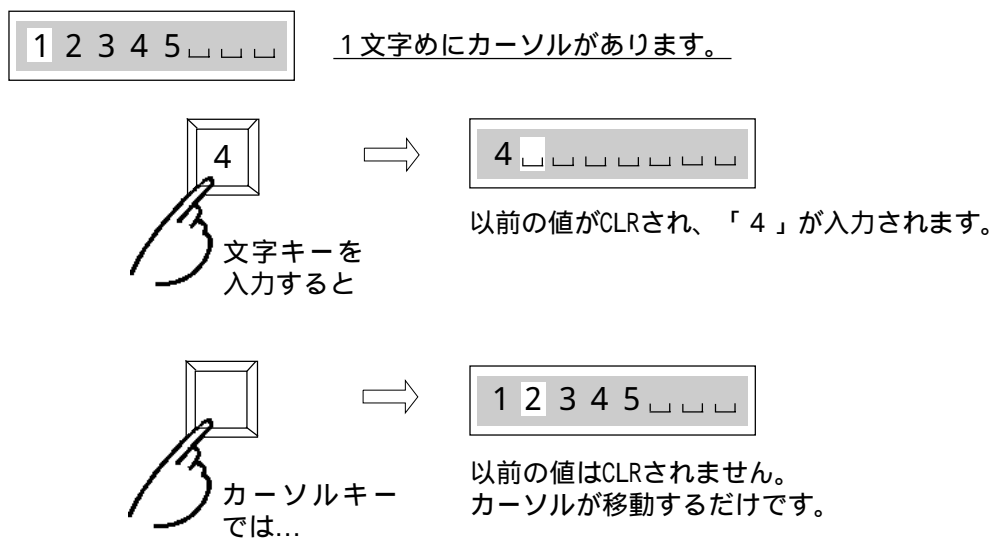 1 2 3 4 5 ⎵ ⎵ ⎵
１文字めにカーソルがあります。
4
4 ⎵ ⎵ ⎵ ⎵ ⎵ ⎵ ⎵
以前の値がCLRされ、「４」が入力されます。
文字キーを
入力すると
1 2 3 4 5 ⎵ ⎵ ⎵
以前の値はCLRされません。
カーソルが移動するだけです。
カーソルキー
では...